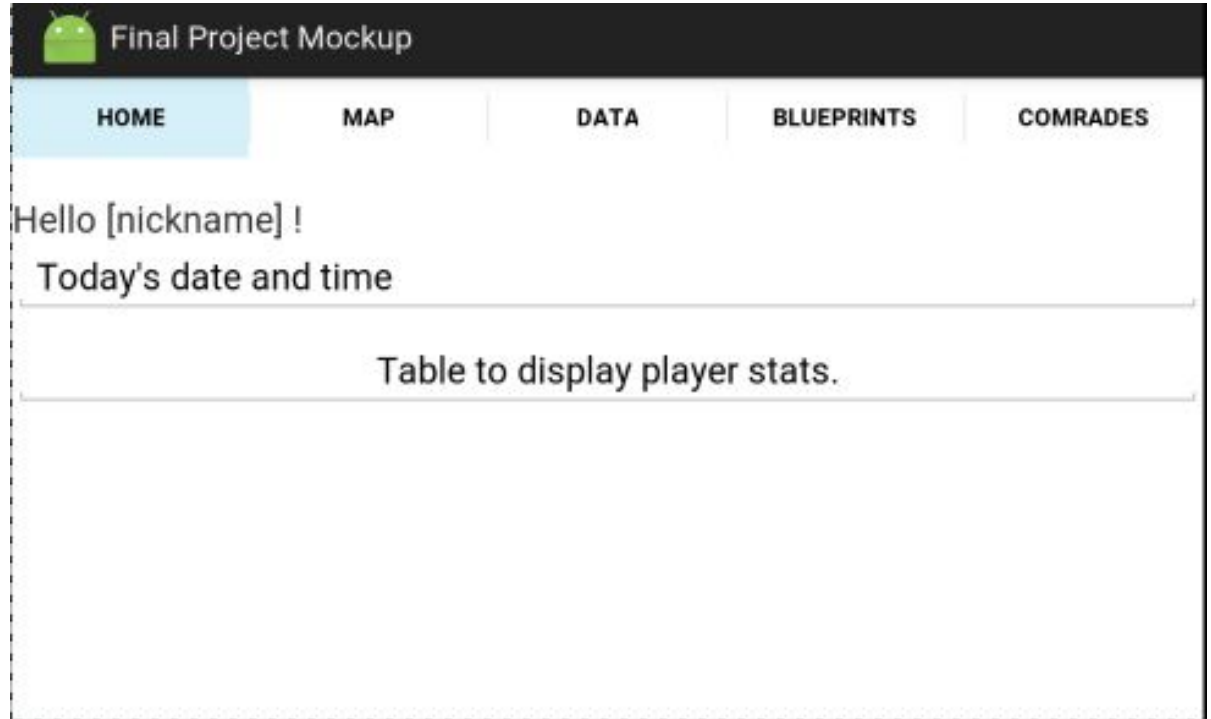 Final Project Mockup
HOME MAP DATA BLUEPRINTS COMRADES
Hello [nickname] !
Today's date and time
Table to display player stats.